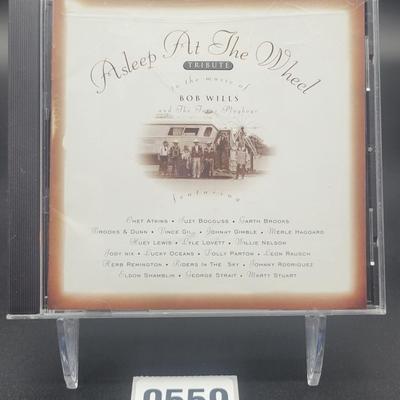 Asleep At The Wheel
TRIBUTE
to the music of
BOB WILLS
and The Texas Playboys
featuring
CHET ATKINS • SUZY BOGGUSS • GARTH BROOKS
BROOKS & DUNN • VINCE GILL • JOHNNY GIMBLE • MERLE HAGGARD
HUEY LEWIS • LYLE LOVETT • WILLIE NELSON
JODY NIX • LUCKY OCEANS • DOLLY PARTON • LEON RAUSCH
HERB REMINGTON • RIDERS IN THE SKY • JOHNNY RODRIGUEZ
ELDON SHAMBLIN • GEORGE STRAIT • MARTY STUART